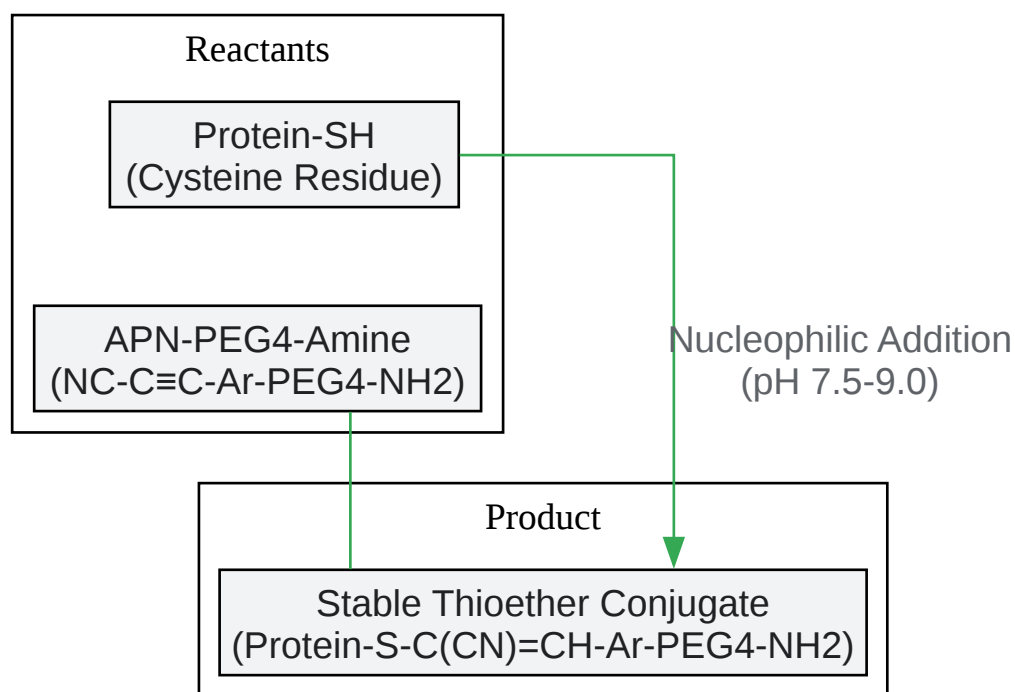 Reactants
Protein-SH
(Cysteine Residue)
APN-PEG4-Amine
(NC-C≡C-Ar-PEG4-NH2)
Nucleophilic Addition
(pH 7.5-9.0)
Product
Stable Thioether Conjugate
(Protein-S-C(CN)=CH-Ar-PEG4-NH2)